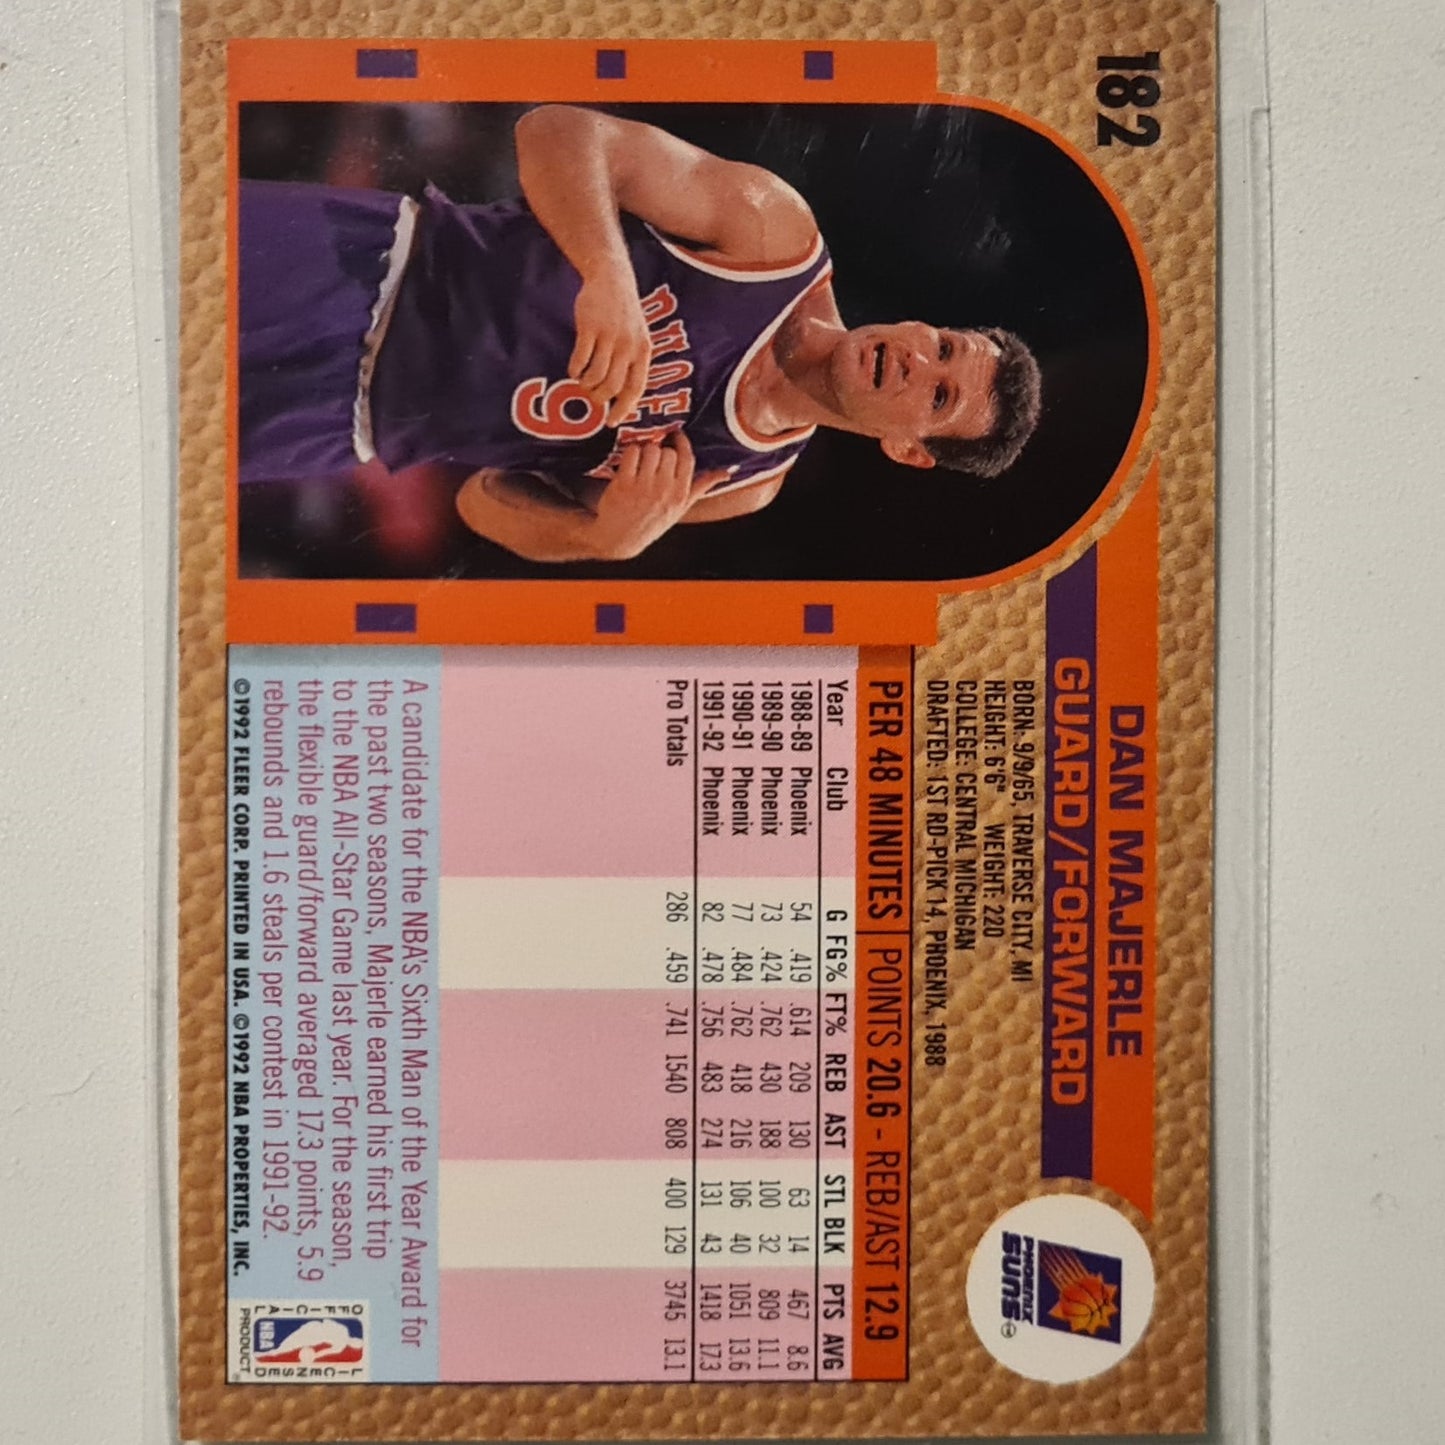 182
DAN MAJERLE
GUARD/FORWARD
BORN: 9/9/65, TRAVERSE CITY, MI
HEIGHT: 6'6" WEIGHT: 220
COLLEGE: CENTRAL MICHIGAN
DRAFTED: 1ST RD-PICK 14, PHOENIX, 1988
PHOENIX
SUNS
9
PER 48 MINUTES | POINTS 20.6 - REB/AST 12.9
Year Club G FG% FT% REB AST STL BLK PTS AVG
1988-89 Phoenix 54 .419 .614 209 130 63 14 467 8.6
1989-90 Phoenix 73 .424 .762 430 188 100 32 809 11.1
1990-91 Phoenix 77 .484 .762 418 216 106 40 1051 13.6
1991-92 Phoenix 82 .478 .756 483 274 131 43 1418 17.3
Pro Totals 286 .459 .741 1540 808 400 129 3745 13.1
A candidate for the NBA's Sixth Man of the Year Award for
the past two seasons, Majerle earned his first trip
to the NBA All-Star Game last year. For the season,
the flexible guard/forward averaged 17.3 points, 5.9
rebounds and 1.6 steals per contest in 1991-92.
©1992 FLEER CORP. PRINTED IN USA. ©1992 NBA PROPERTIES, INC.
OFFICIAL
LICENSED
NBA
PRODUCT